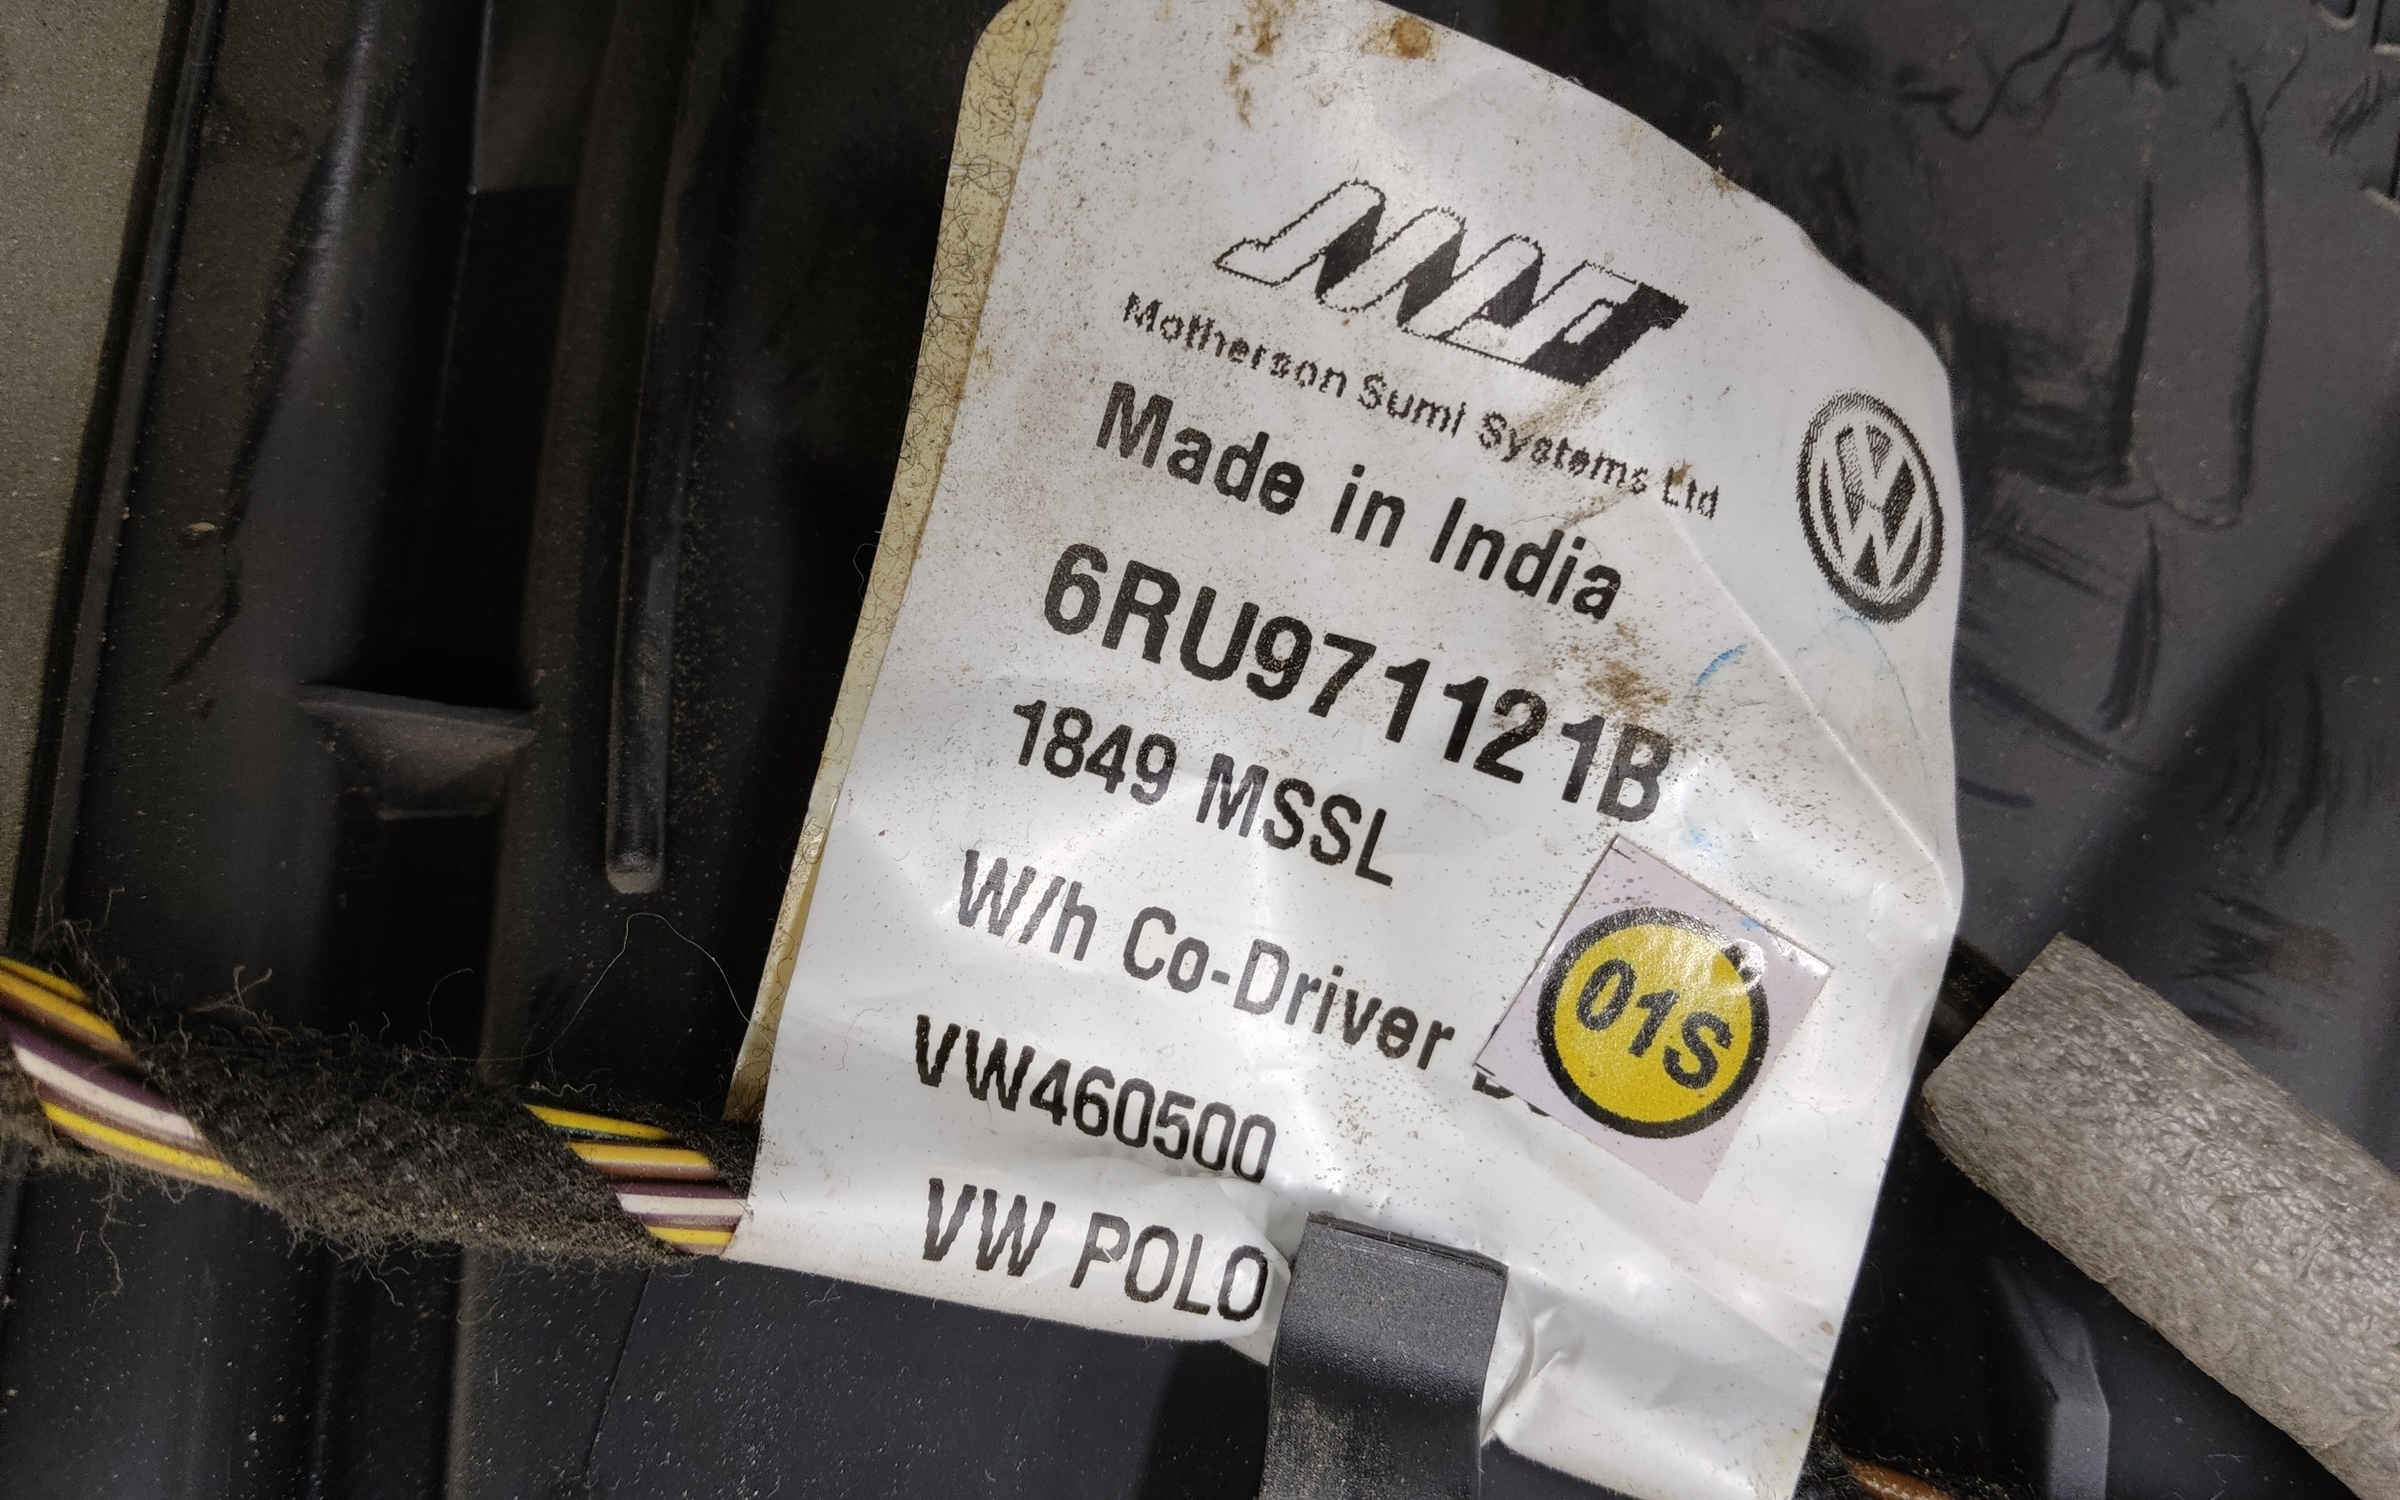 Motherson Sumi Systems Ltd
Made in India
6RU971121B
1849 MSSL
W/h Co-Driver
01S
VW460500
VW POLO